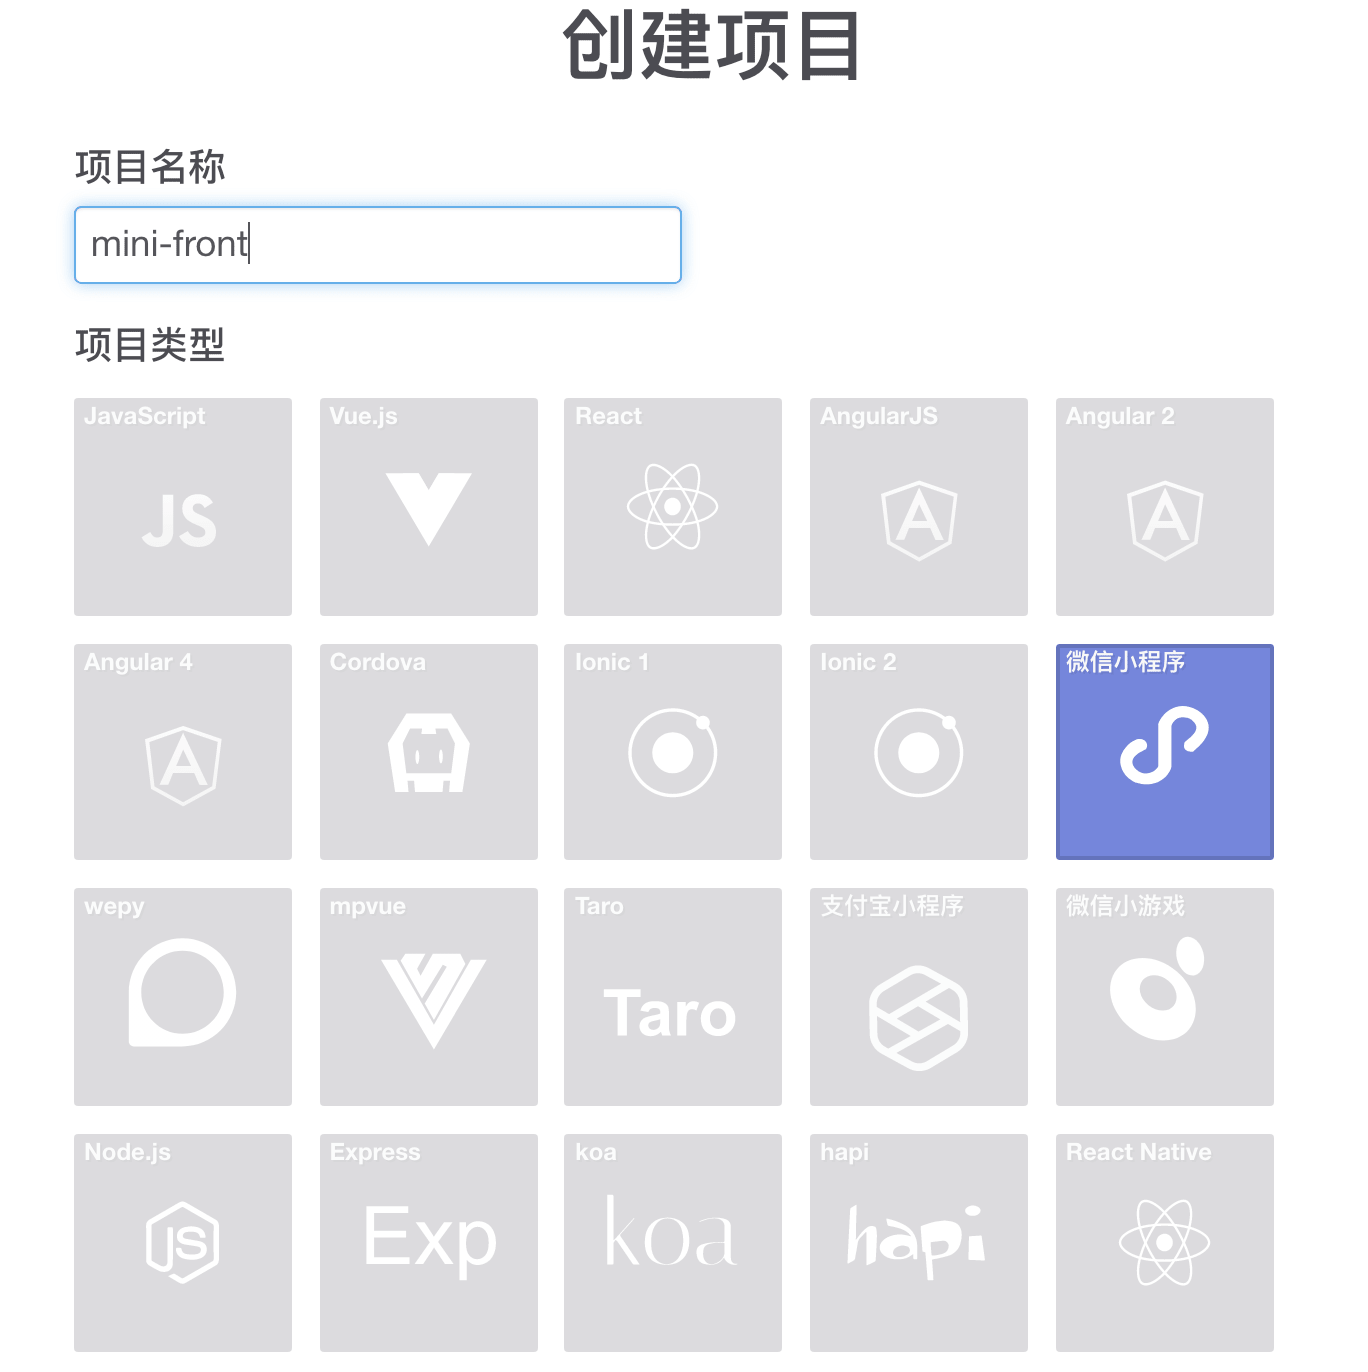 创建项目
项目名称
mini-front
项目类型
JavaScript
Vue.js
React
AngularJS
Angular 2
JS
Angular 4
Cordova
Ionic 1
Ionic 2
微信小程序
wepy
mpvue
Taro
支付宝小程序
微信小游戏
Taro
Node.js
Express
koa
hapi
React Native
JS
Exp
koa
hapi